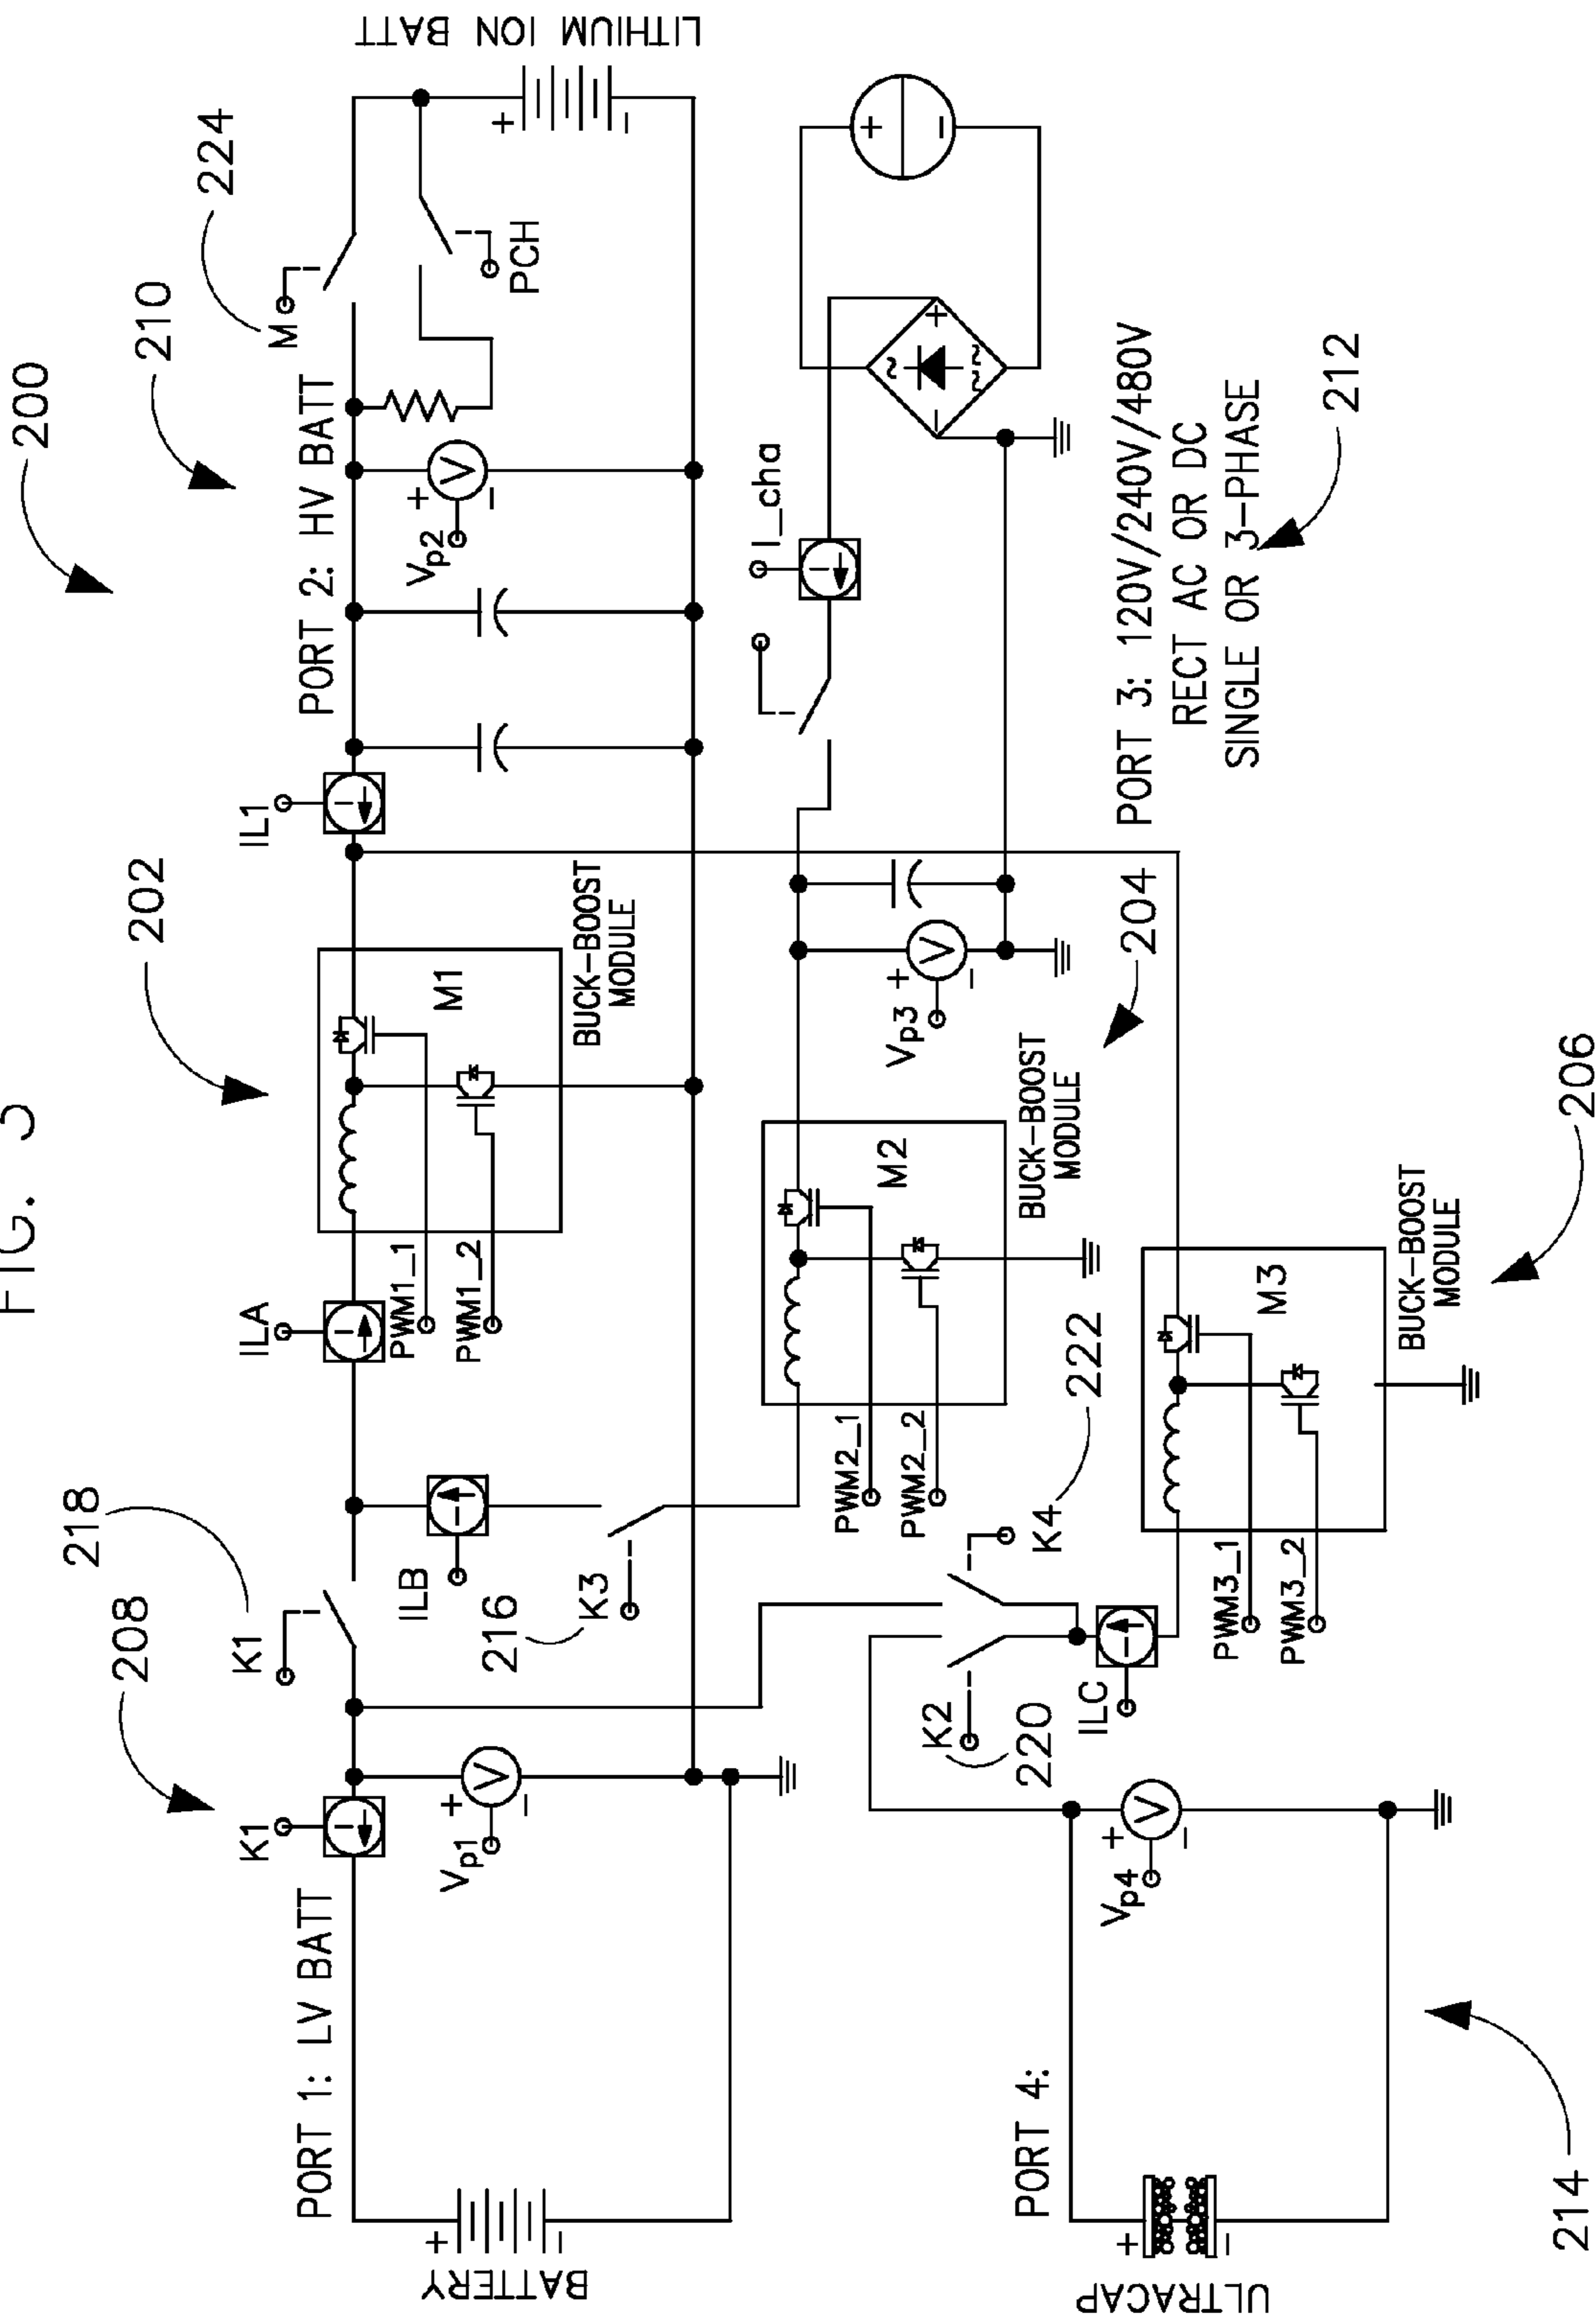 FIG.
200
218
202
210
208
224
K1
K1
ILA
IL1
M
PORT 1: LV BATT
PORT 2: HV BATT
BATTERY
+
−
Vp1
+
−
ILB
216
K3
PWM1_1
PWM1_2
M1
BUCK-BOOST
MODULE
Vp2
+
−
PCH
+
−
LITHIUM ION BATT
I_cha
PWM2_1
PWM2_2
M2
BUCK-BOOST
MODULE
Vp3
+
−
~
+
−
~~
+
−
K2
220
K4
222
204
PORT 3: 120V/240V/480V
RECT AC OR DC
SINGLE OR 3-PHASE
212
PORT 4:
ULTRACAP
+
−
Vp4
+
−
ILC
PWM3_1
PWM3_2
M3
BUCK-BOOST
MODULE
214
206